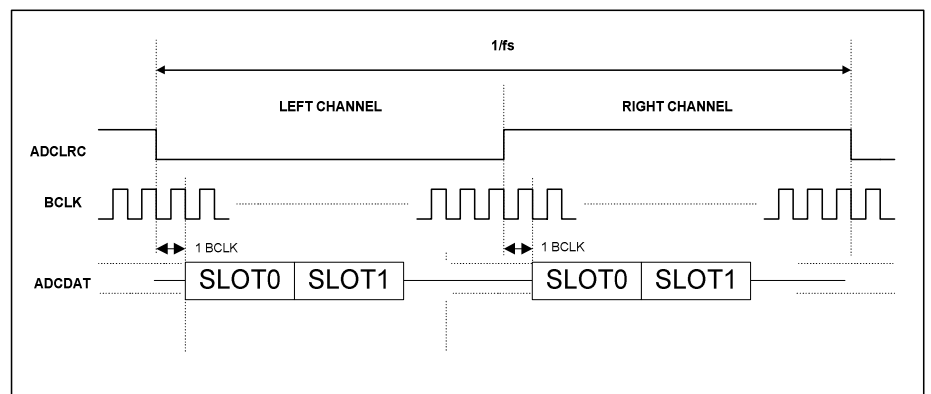 1/fs
LEFT CHANNEL RIGHT CHANNEL
ADCLRC
BCLK
1 BCLK 1 BCLK
ADCDAT SLOT0 SLOT1 SLOT0 SLOT1